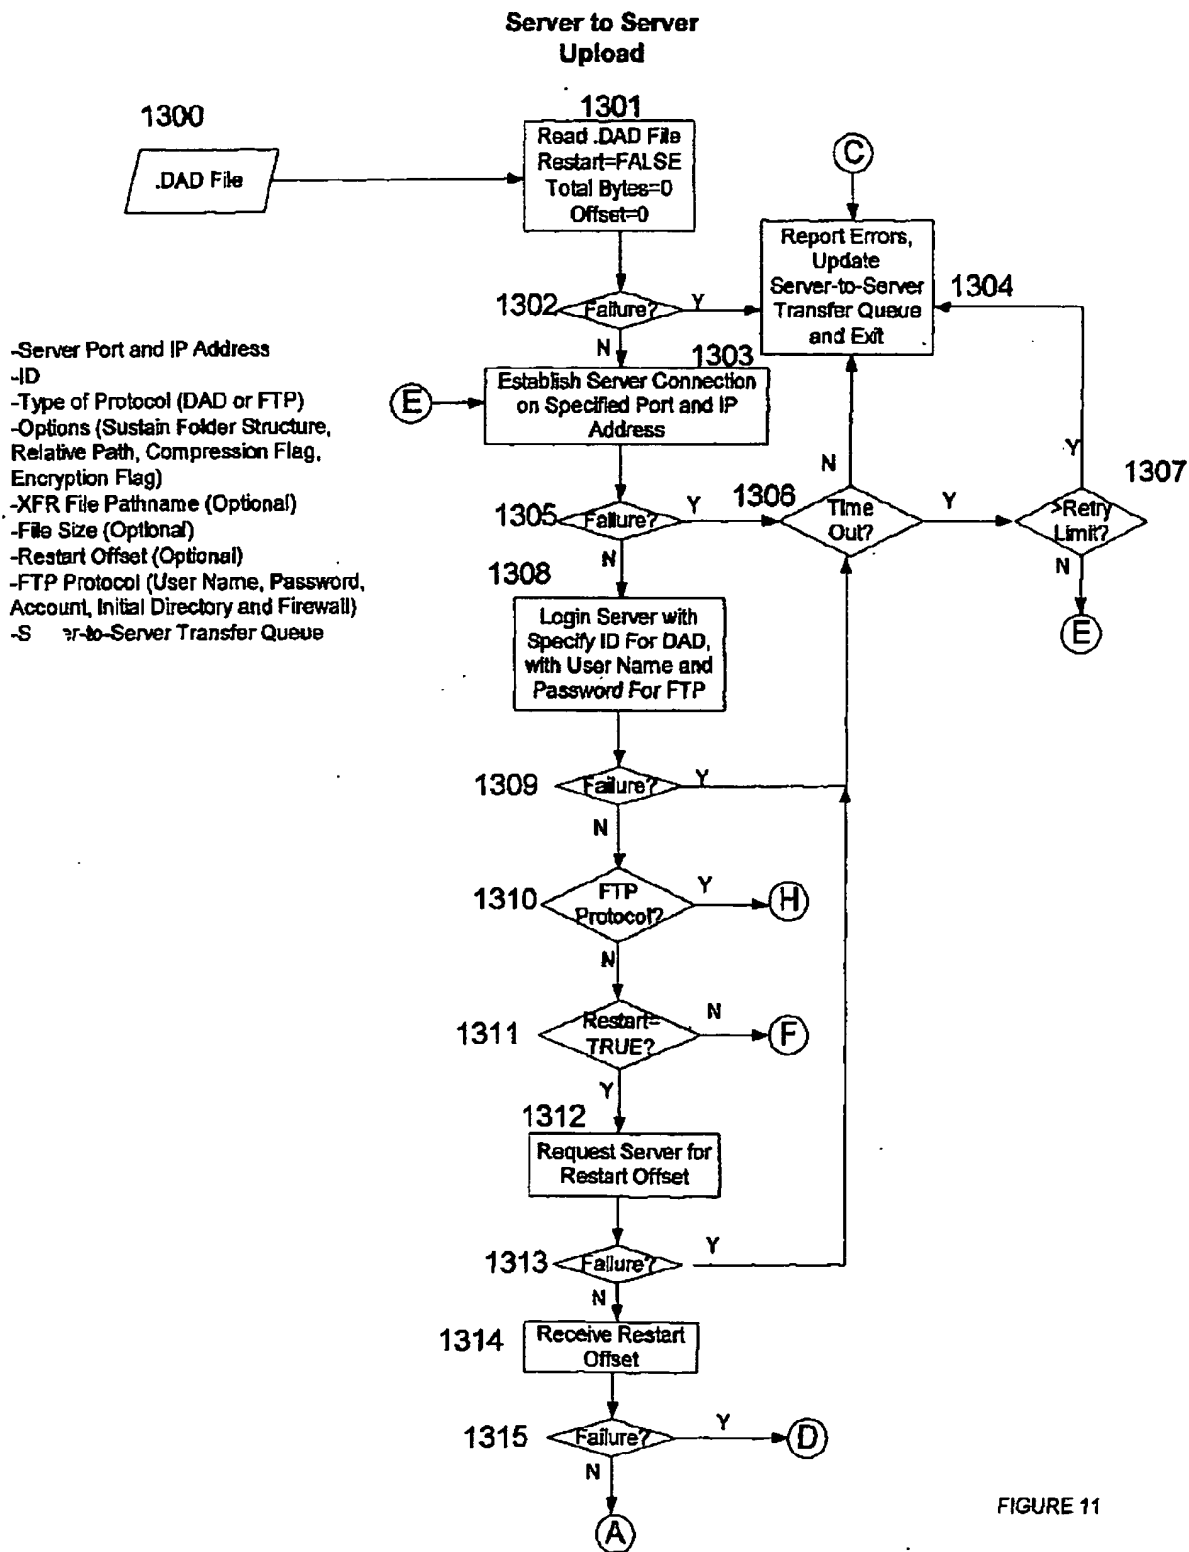 Server to Server
Upload
1300
.DAD File
1301
Read .DAD File
Restart=FALSE
Total Bytes=0
Offset=0
C
Report Errors,
Update
Server-to-Server
Transfer Queue
and Exit
1304
1302
Failure?
Y
N
-Server Port and IP Address
-ID
-Type of Protocol (DAD or FTP)
-Options (Sustain Folder Structure,
Relative Path, Compression Flag,
Encryption Flag)
-XFR File Pathname (Optional)
-File Size (Optional)
-Restart Offset (Optional)
-FTP Protocol (User Name, Password,
Account, Initial Directory and Firewall)
-S er-to-Server Transfer Queue
1303
E
Establish Server Connection
on Specified Port and IP
Address
1305
Failure?
Y
N
1306
Time
Out?
N
Y
1307
>Retry
Limit?
Y
N
E
1308
Login Server with
Specify ID For DAD,
with User Name and
Password For FTP
1309
Failure?
Y
N
1310
FTP
Protocol?
Y
H
N
1311
Restart=
TRUE?
N
F
Y
1312
Request Server for
Restart Offset
1313
Failure?
Y
N
1314
Receive Restart
Offset
1315
Failure?
Y
D
N
A
FIGURE 11